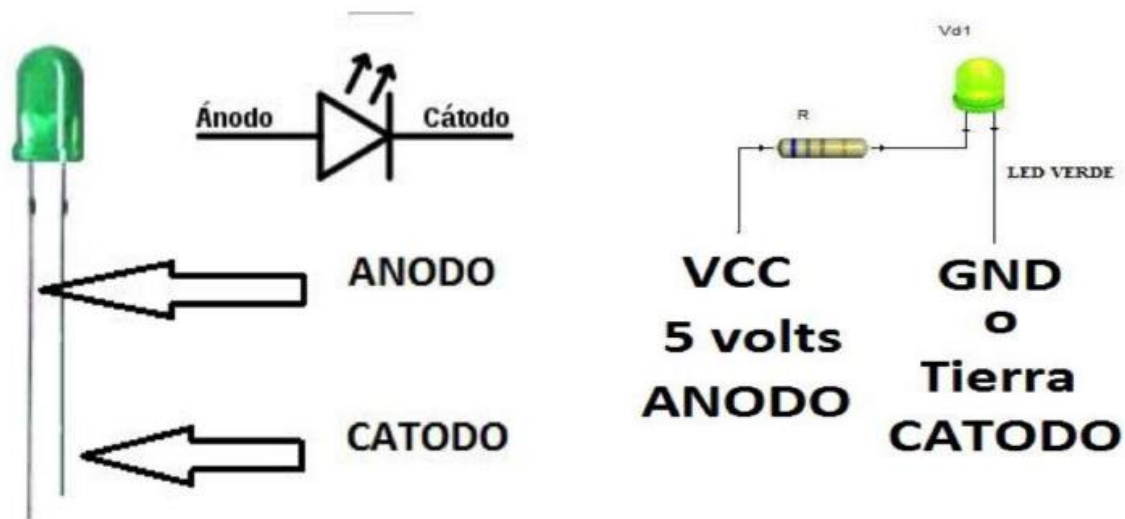 Ánodo
Cátodo
ANODO
CATODO
Vd1
R
LED VERDE
VCC
5 volts
ANODO
GND
o
Tierra
CATODO